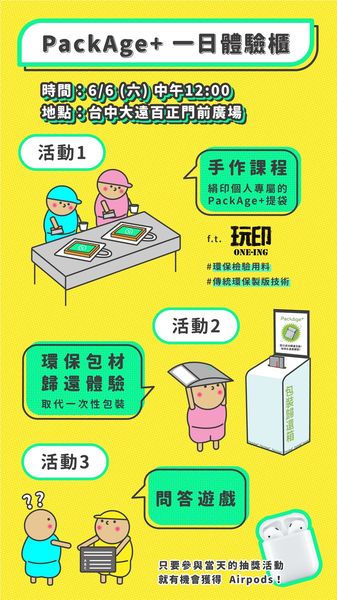 PackAge+ 一日體驗櫃
時間：6/6 (六) 中午12:00
地點：台中大遠百正門前廣場
活動1
手作課程
絹印個人專屬的
PackAge+提袋
f.t. 玩印
ONE-ING
#環保檢驗用料
#傳統環保製版技術
活動2
PackAge+
環保包材
歸還體驗
取代一次性包裝
包裝歸還箱
活動3
??
問答遊戲
只要參與當天的抽獎活動
就有機會獲得 Airpods！